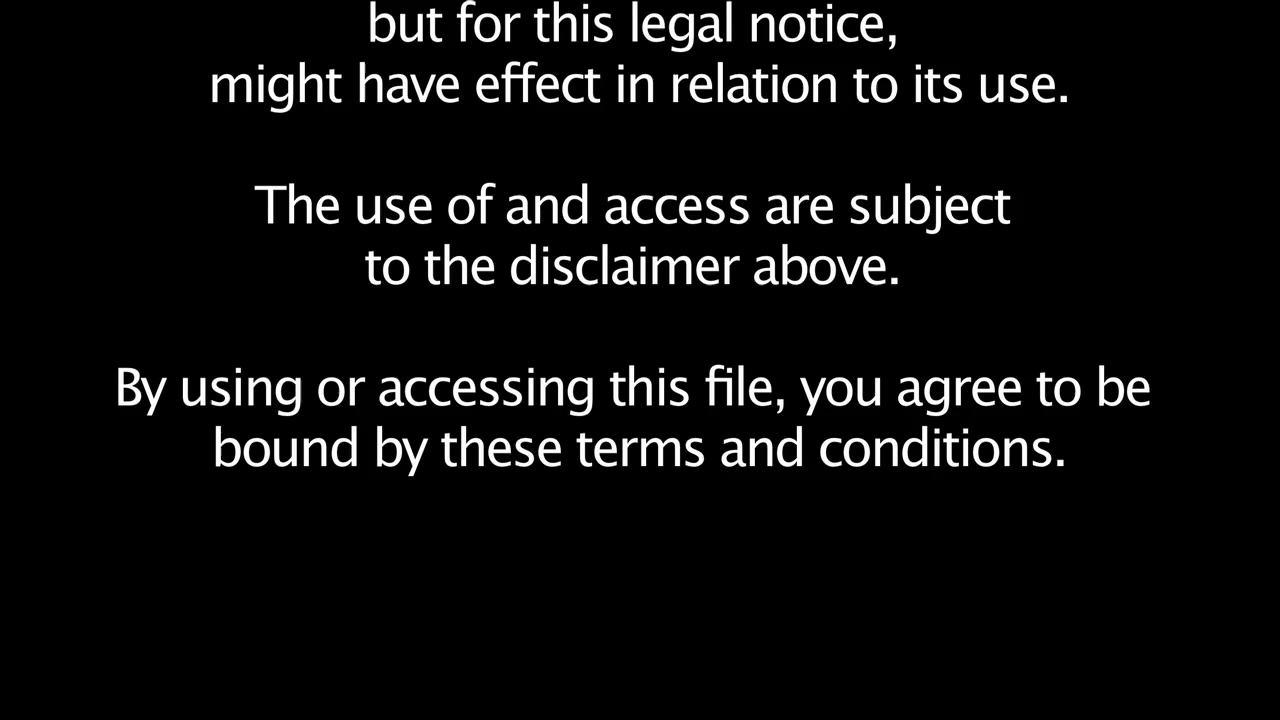 but for this legal notice,
might have effect in relation to its use.
The use of and access are subject
to the disclaimer above.
By using or accessing this file, you agree to be
bound by these terms and conditions.